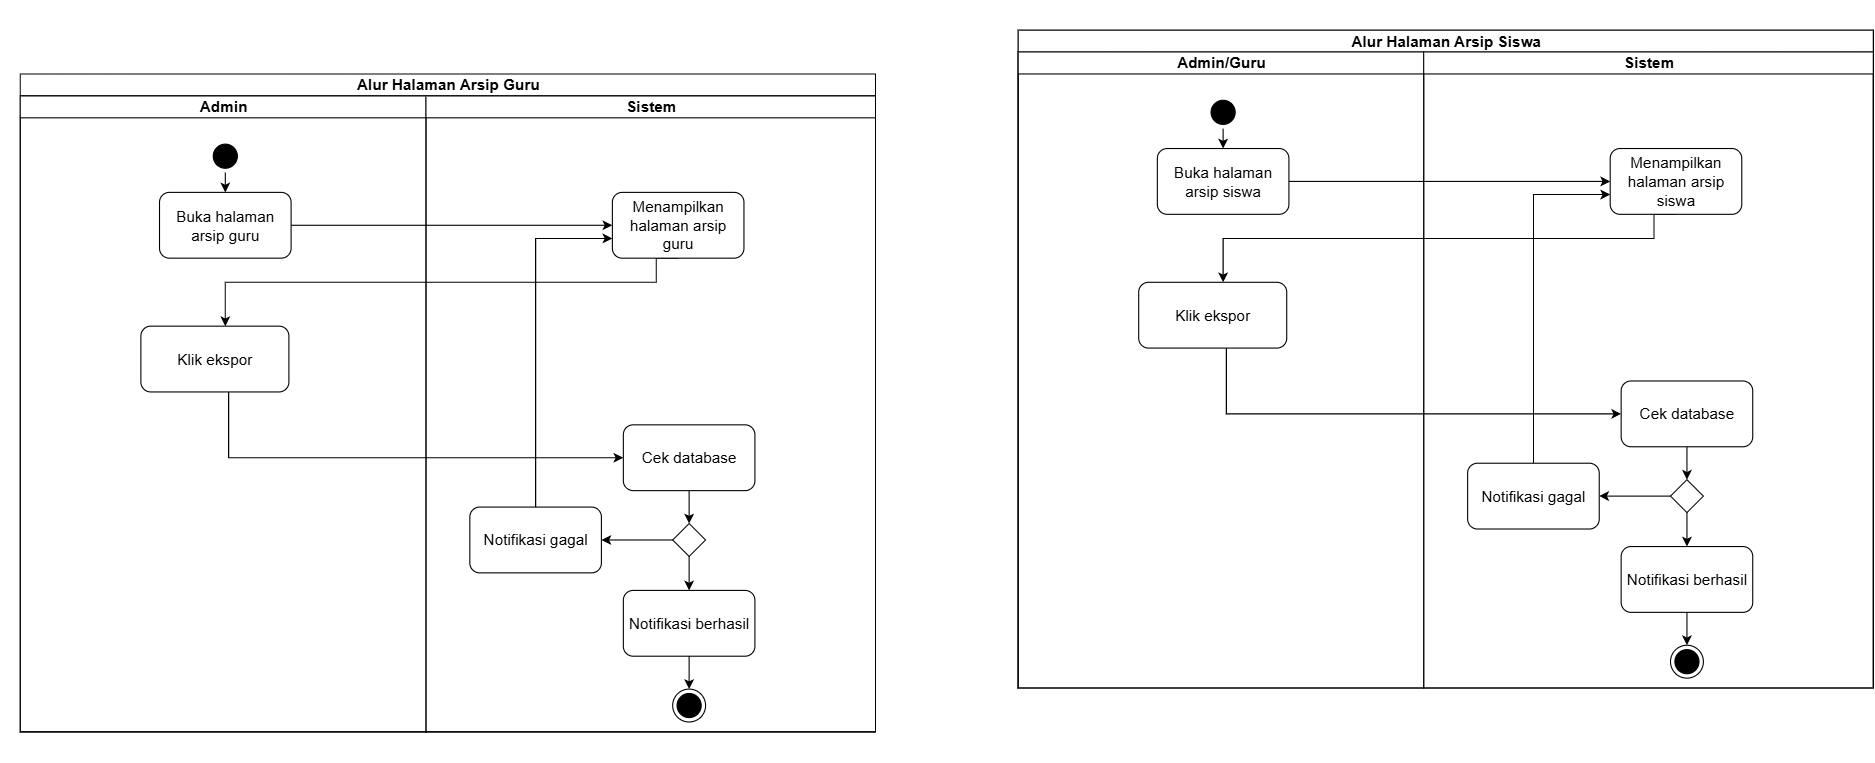 Alur Halaman Arsip Guru
Admin
Sistem
Buka halaman
arsip guru
Menampilkan
halaman arsip
guru
Klik ekspor
Cek database
Notifikasi gagal
Notifikasi berhasil
Alur Halaman Arsip Siswa
Admin/Guru
Sistem
Buka halaman
arsip siswa
Menampilkan
halaman arsip
siswa
Klik ekspor
Cek database
Notifikasi gagal
Notifikasi berhasil